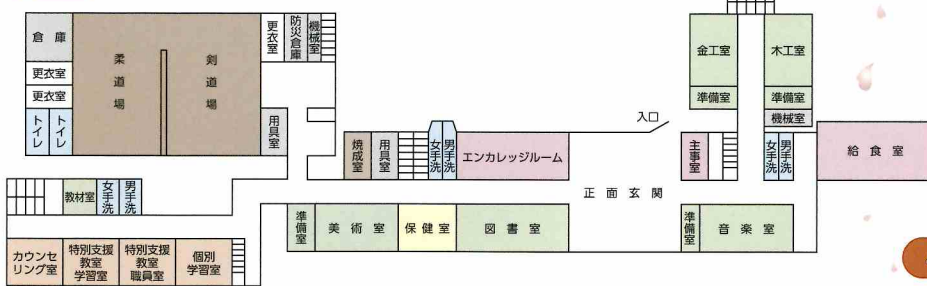 倉庫
更衣室
更衣室
トイレ
トイレ
柔道場
剣道場
更衣室
防災倉庫
機械室
用具室
焼成室
用具室
女手洗
男手洗
エンカレッジルーム
入口
正面玄関
金工室
準備室
木工室
準備室
機械室
主事室
女手洗
男手洗
給食室
教材室
女手洗
男手洗
カウンセ
リング室
特別支援
教室
学習室
特別支援
教室
職員室
個別
学習室
準備室
美術室
保健室
図書室
準備室
音楽室